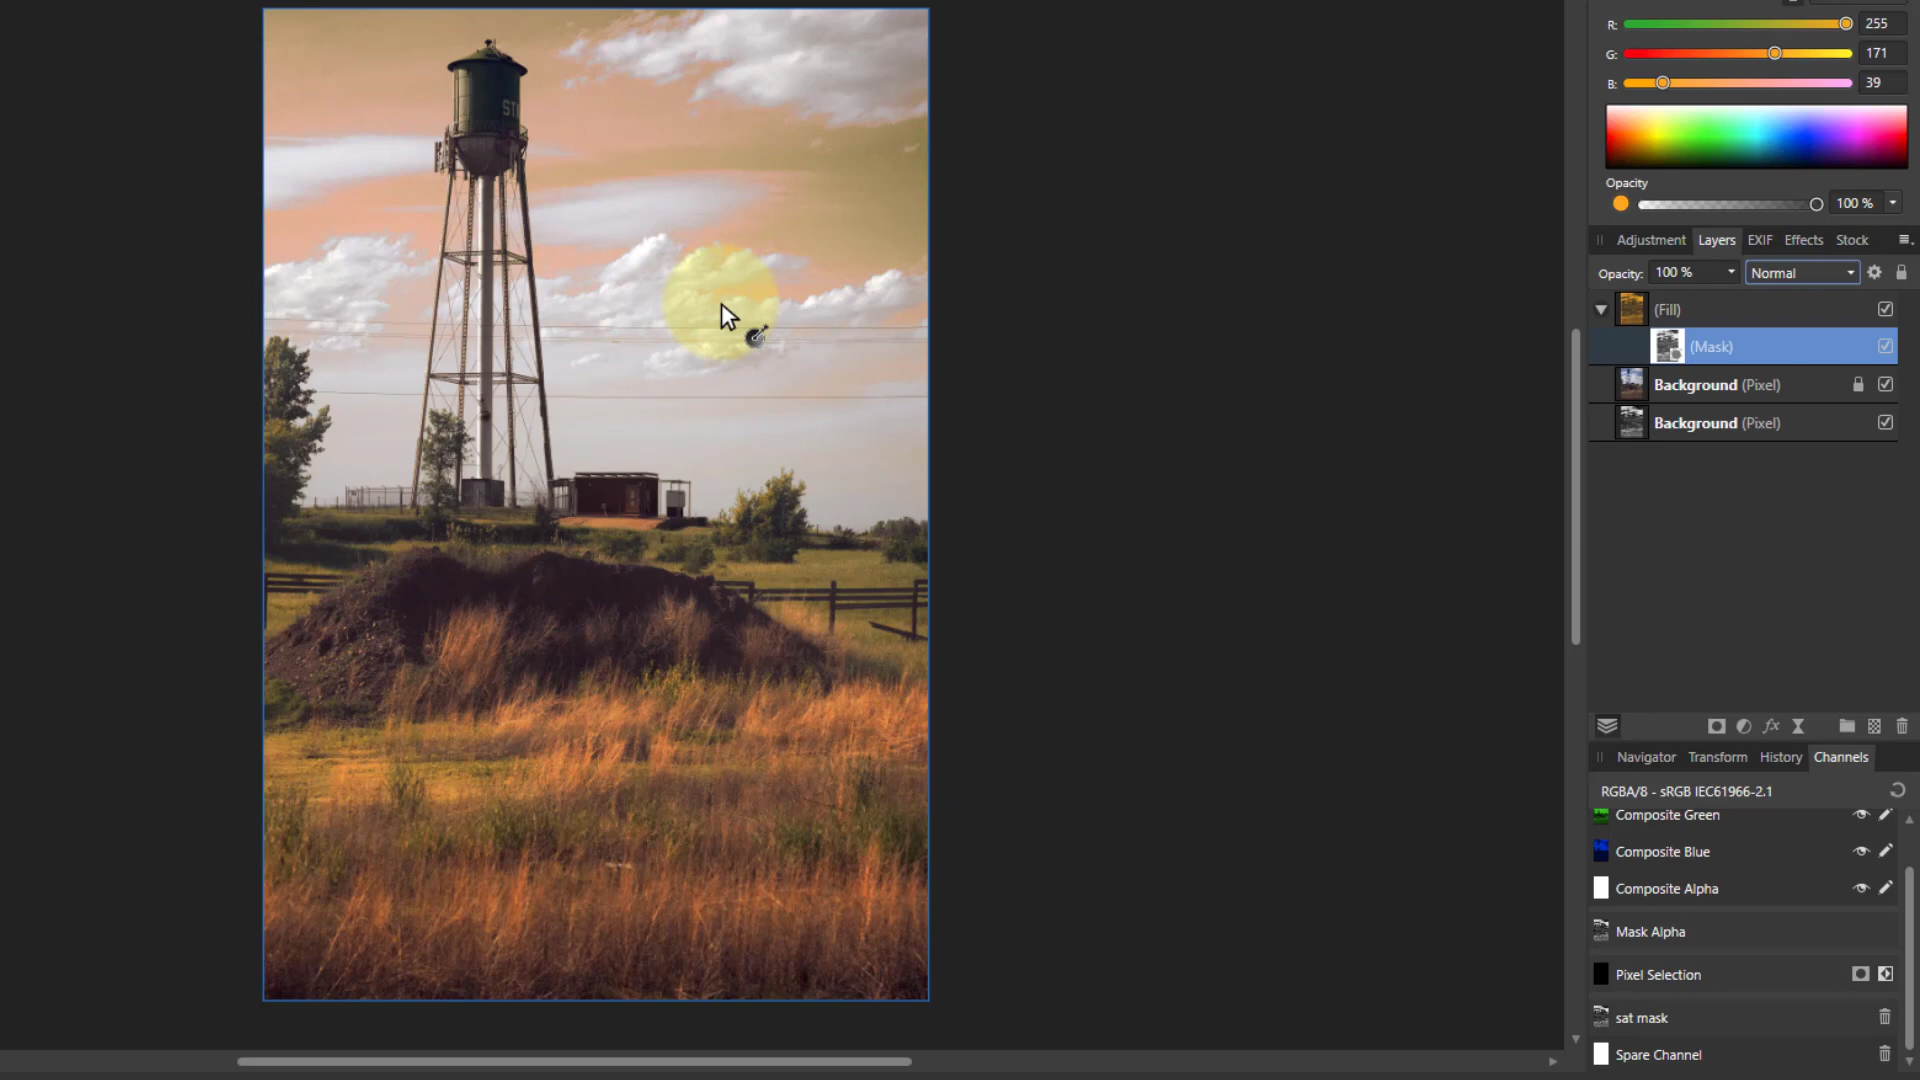 R: 255
G: 171
B: 39
Opacity
100 %
Adjustment Layers EXIF Effects Stock
Opacity: 100 % Normal
(Fill)
(Mask)
Background (Pixel)
Background (Pixel)
Navigator Transform History Channels
RGBA/8 - sRGB IEC61966-2.1
Composite Green
Composite Blue
Composite Alpha
Mask Alpha
Pixel Selection
sat mask
Spare Channel